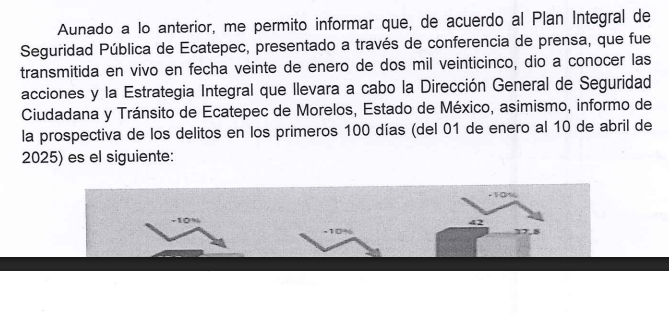 Aunado a lo anterior, me permito informar que, de acuerdo al Plan Integral de
Seguridad Pública de Ecatepec, presentado a través de conferencia de prensa, que fue
transmitida en vivo en fecha veinte de enero de dos mil veinticinco, dio a conocer las
acciones y la Estrategia Integral que llevara a cabo la Dirección General de Seguridad
Ciudadana y Tránsito de Ecatepec de Morelos, Estado de México, asimismo, informo de
la prospectiva de los delitos en los primeros 100 días (del 01 de enero al 10 de abril de
2025) es el siguiente:
-10% -10% -10%
42 37,8